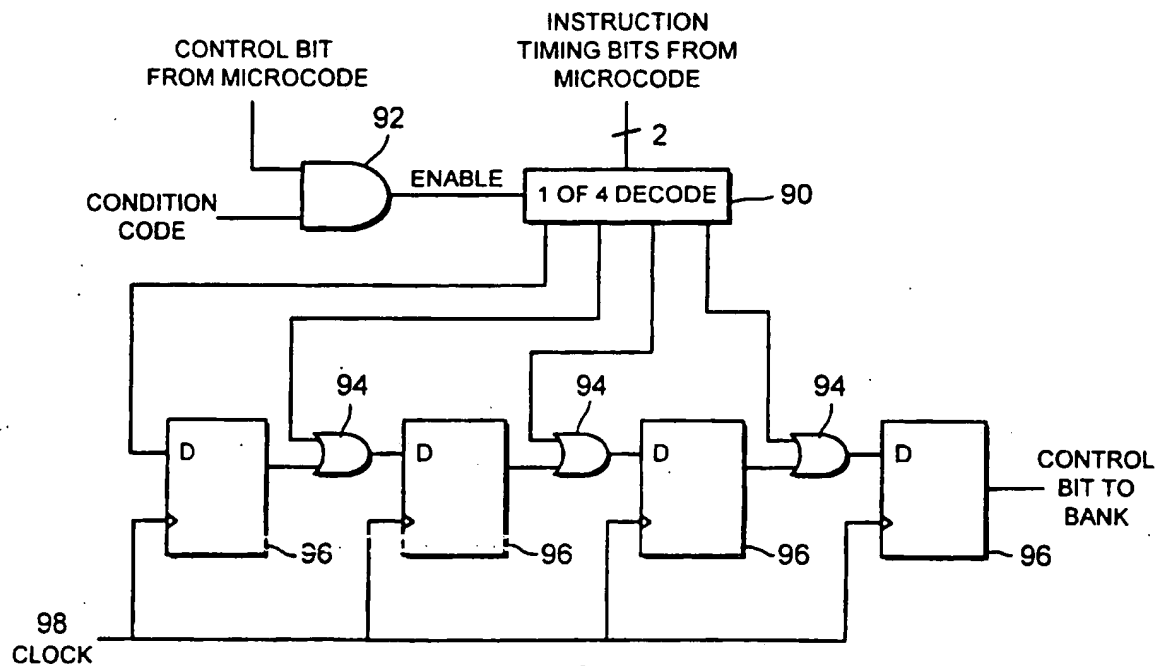 INSTRUCTION
TIMING BITS FROM
MICROCODE
CONTROL BIT
FROM MICROCODE
92
2
ENABLE
1 OF 4 DECODE
90
CONDITION
CODE
94
94
94
D
D
D
D
CONTROL
BIT TO
BANK
96
96
96
96
98
CLOCK